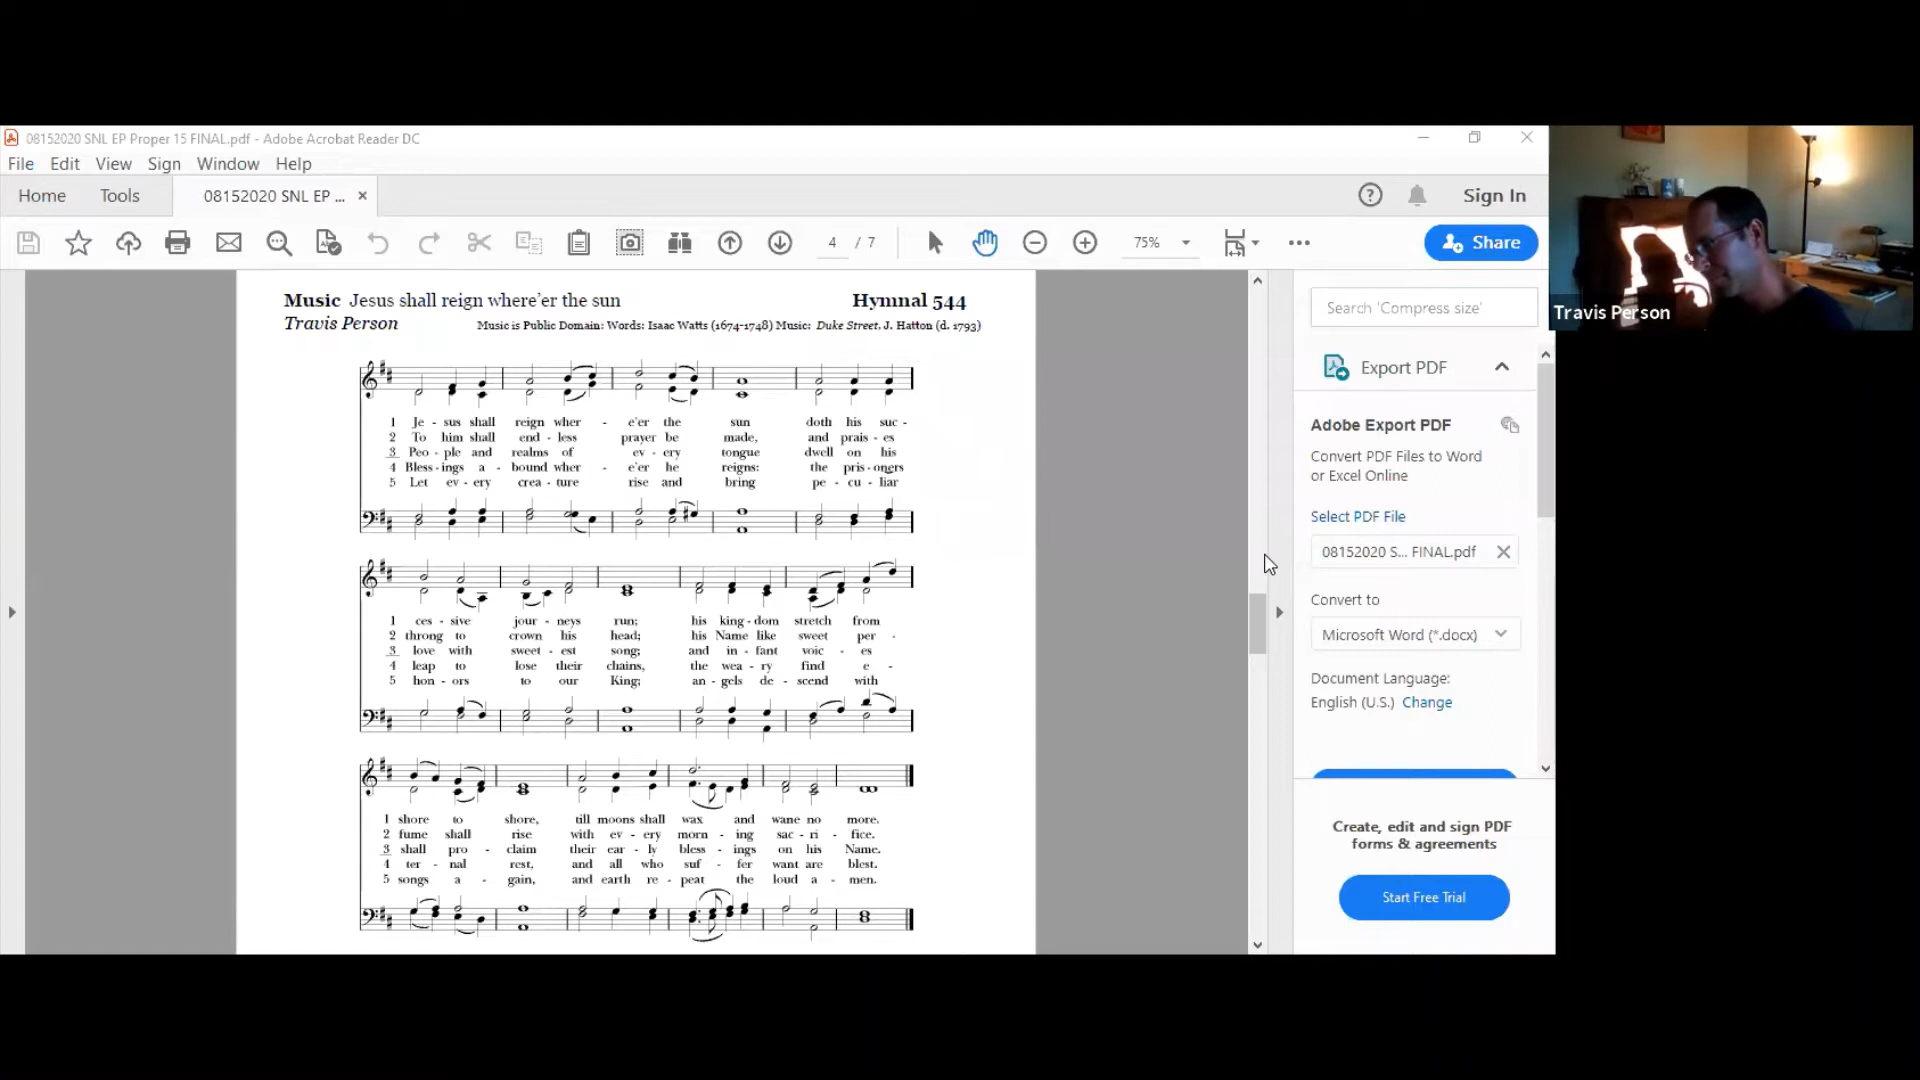 08152020 SNL EP Proper 15 FINAL.pdf - Adobe Acrobat Reader DC
File Edit View Sign Window Help
Home Tools 08152020 SNL EP ... × Sign In
4 / 7 75% Share
Music Jesus shall reign where'er the sun Hymnal 544
Travis Person Music is Public Domain: Words: Isaac Watts (1674-1748) Music: Duke Street, J. Hatton (d. 1793)
1 Je - sus shall reign wher - e'er the sun doth his suc -
2 To him shall end - less prayer be made, and prais - es
3 Peo - ple and realms of ev - ery tongue dwell on his
4 Bless - ings a - bound wher - e'er he reigns: the pris - oners
5 Let ev - ery crea - ture rise and bring pe - cu - liar
1 ces - sive jour - neys run; his king - dom stretch from
2 throng to crown his head; his Name like sweet per -
3 love with sweet - est song; and in - fant voic - es
4 leap to lose their chains, the wea - ry find e -
5 hon - ors to our King; an - gels de - scend with
1 shore to shore, till moons shall wax and wane no more.
2 fume shall rise with ev - ery morn - ing sac - ri - fice.
3 shall pro - claim their ear - ly bless - ings on his Name.
4 ter - nal rest, and all who suf - fer want are blest.
5 songs a - gain, and earth re - peat the loud a - men.
Search 'Compress size'
Export PDF
Adobe Export PDF
Convert PDF Files to Word
or Excel Online
Select PDF File
08152020 S... FINAL.pdf
Convert to
Microsoft Word (*.docx)
Document Language:
English (U.S.) Change
Create, edit and sign PDF
forms & agreements
Start Free Trial
Travis Person